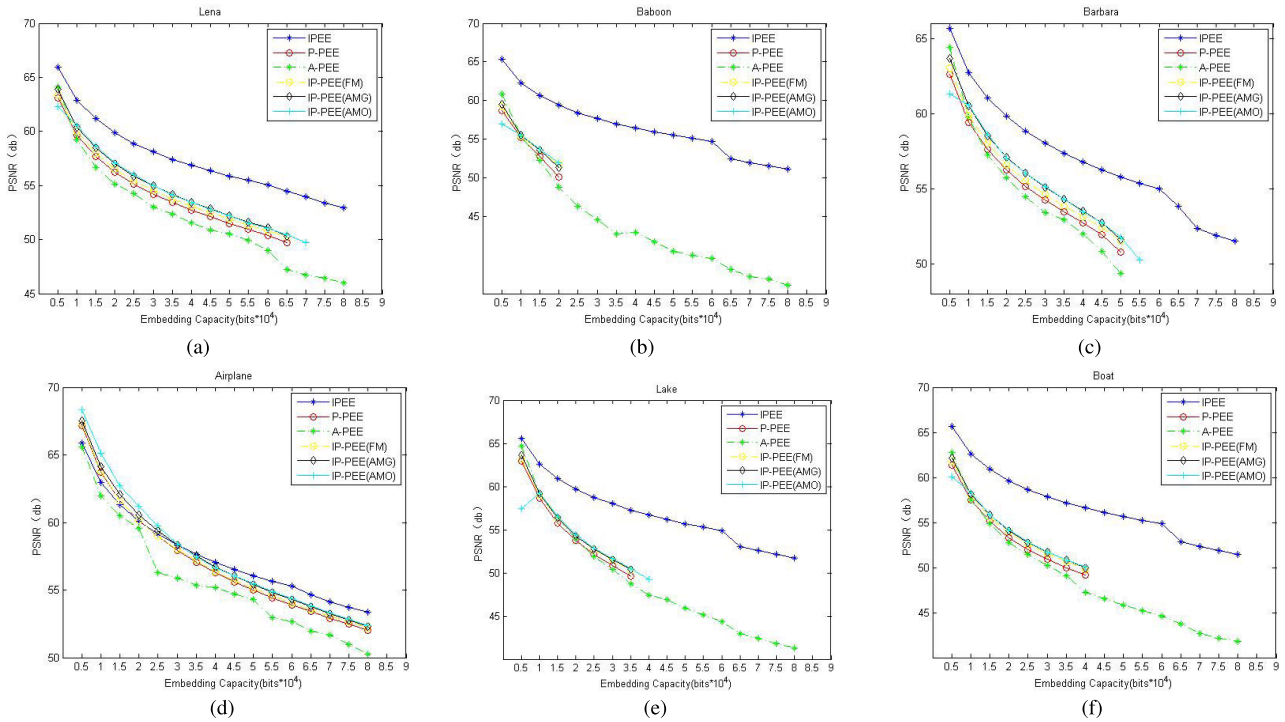 Lena
70
65
60
55
50
45
PSNR（db）
0.5 1 1.5 2 2.5 3 3.5 4 4.5 5 5.5 6 6.5 7 7.5 8 8.5 9
Embedding Capacity(bits*10^4)
IPEE
P-PEE
A-PEE
IP-PEE(FM)
IP-PEE(AMG)
IP-PEE(AMO)
(a)
Baboon
70
65
60
55
50
45
PSNR（db）
0.5 1 1.5 2 2.5 3 3.5 4 4.5 5 5.5 6 6.5 7 7.5 8 8.5 9
Embedding Capacity(bits*10^4)
IPEE
P-PEE
A-PEE
IP-PEE(FM)
IP-PEE(AMG)
IP-PEE(AMO)
(b)
Barbara
65
60
55
50
PSNR（db）
0.5 1 1.5 2 2.5 3 3.5 4 4.5 5 5.5 6 6.5 7 7.5 8 8.5 9
Embedding Capacity(bits*10^4)
IPEE
P-PEE
A-PEE
IP-PEE(FM)
IP-PEE(AMG)
IP-PEE(AMO)
(c)
Airplane
70
65
60
55
50
PSNR（db）
0.5 1 1.5 2 2.5 3 3.5 4 4.5 5 5.5 6 6.5 7 7.5 8 8.5 9
Embedding Capacity(bits*10^4)
IPEE
P-PEE
A-PEE
IP-PEE(FM)
IP-PEE(AMG)
IP-PEE(AMO)
(d)
Lake
70
65
60
55
50
45
PSNR（db）
0.5 1 1.5 2 2.5 3 3.5 4 4.5 5 5.5 6 6.5 7 7.5 8 8.5 9
Embedding Capacity(bits*10^4)
IPEE
P-PEE
A-PEE
IP-PEE(FM)
IP-PEE(AMG)
IP-PEE(AMO)
(e)
Boat
70
65
60
55
50
45
PSNR（db）
0.5 1 1.5 2 2.5 3 3.5 4 4.5 5 5.5 6 6.5 7 7.5 8 8.5 9
Embedding Capacity(bits*10^4)
IPEE
P-PEE
A-PEE
IP-PEE(FM)
IP-PEE(AMG)
IP-PEE(AMO)
(f)